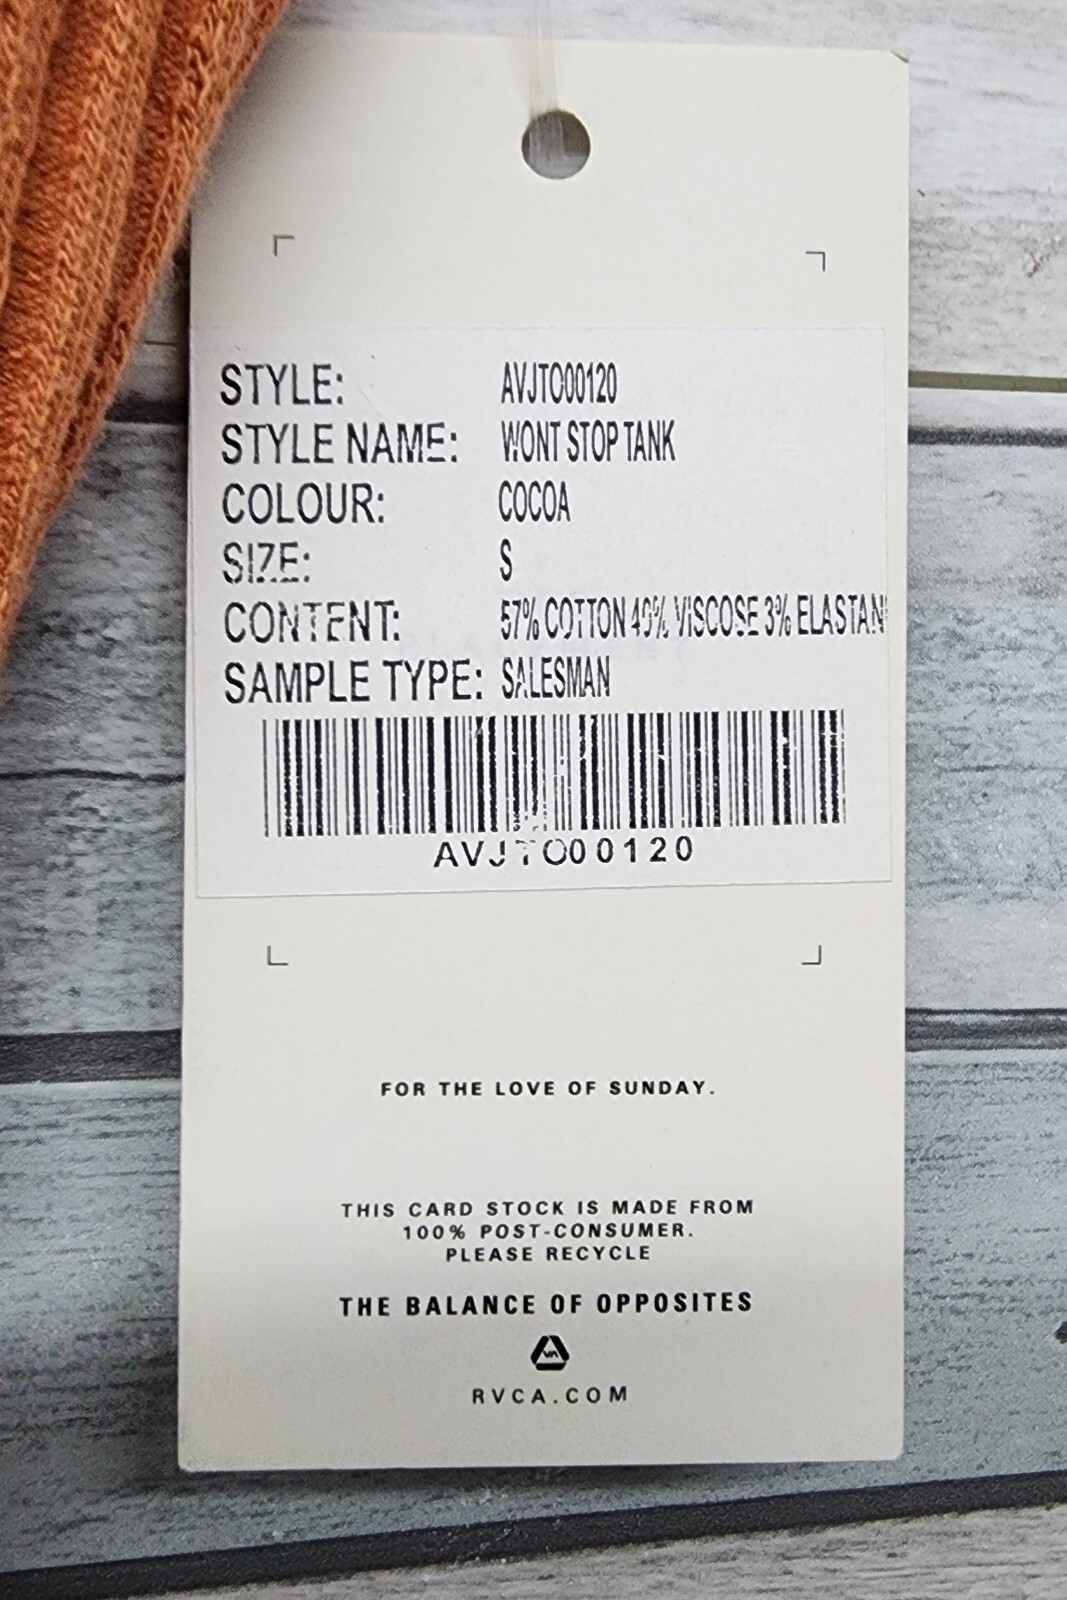 STYLE: AVJTO00120
STYLE NAME: WONT STOP TANK
COLOUR: COCOA
SIZE: S
CONTENT: 57% COTTON 40% VISCOSE 3% ELASTAN
SAMPLE TYPE: SALESMAN
AVJTO00120
FOR THE LOVE OF SUNDAY.
THIS CARD STOCK IS MADE FROM
100% POST-CONSUMER.
PLEASE RECYCLE
THE BALANCE OF OPPOSITES
VA
RVCA.COM